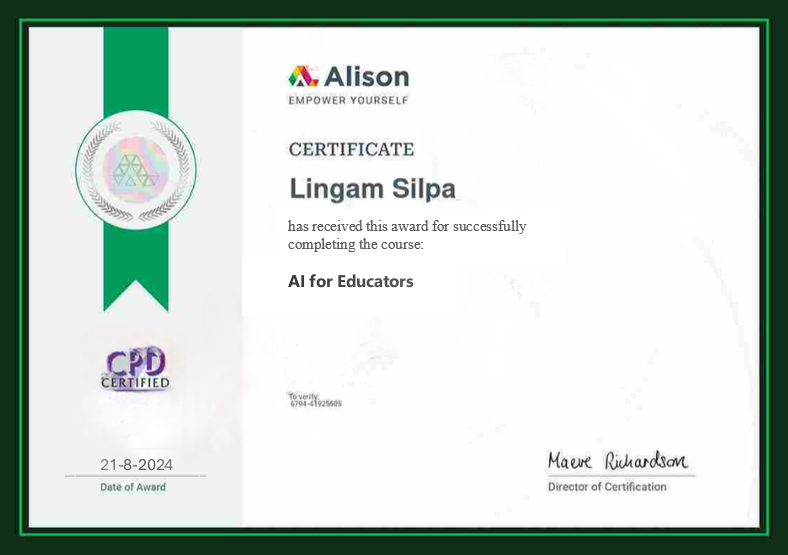 Alison
EMPOWER YOURSELF
CERTIFICATE
Lingam Silpa
has received this award for successfully
completing the course:
AI for Educators
CPD
CERTIFIED
To verify:
6794-41925605
21-8-2024
Date of Award
Maeve Richardson
Director of Certification